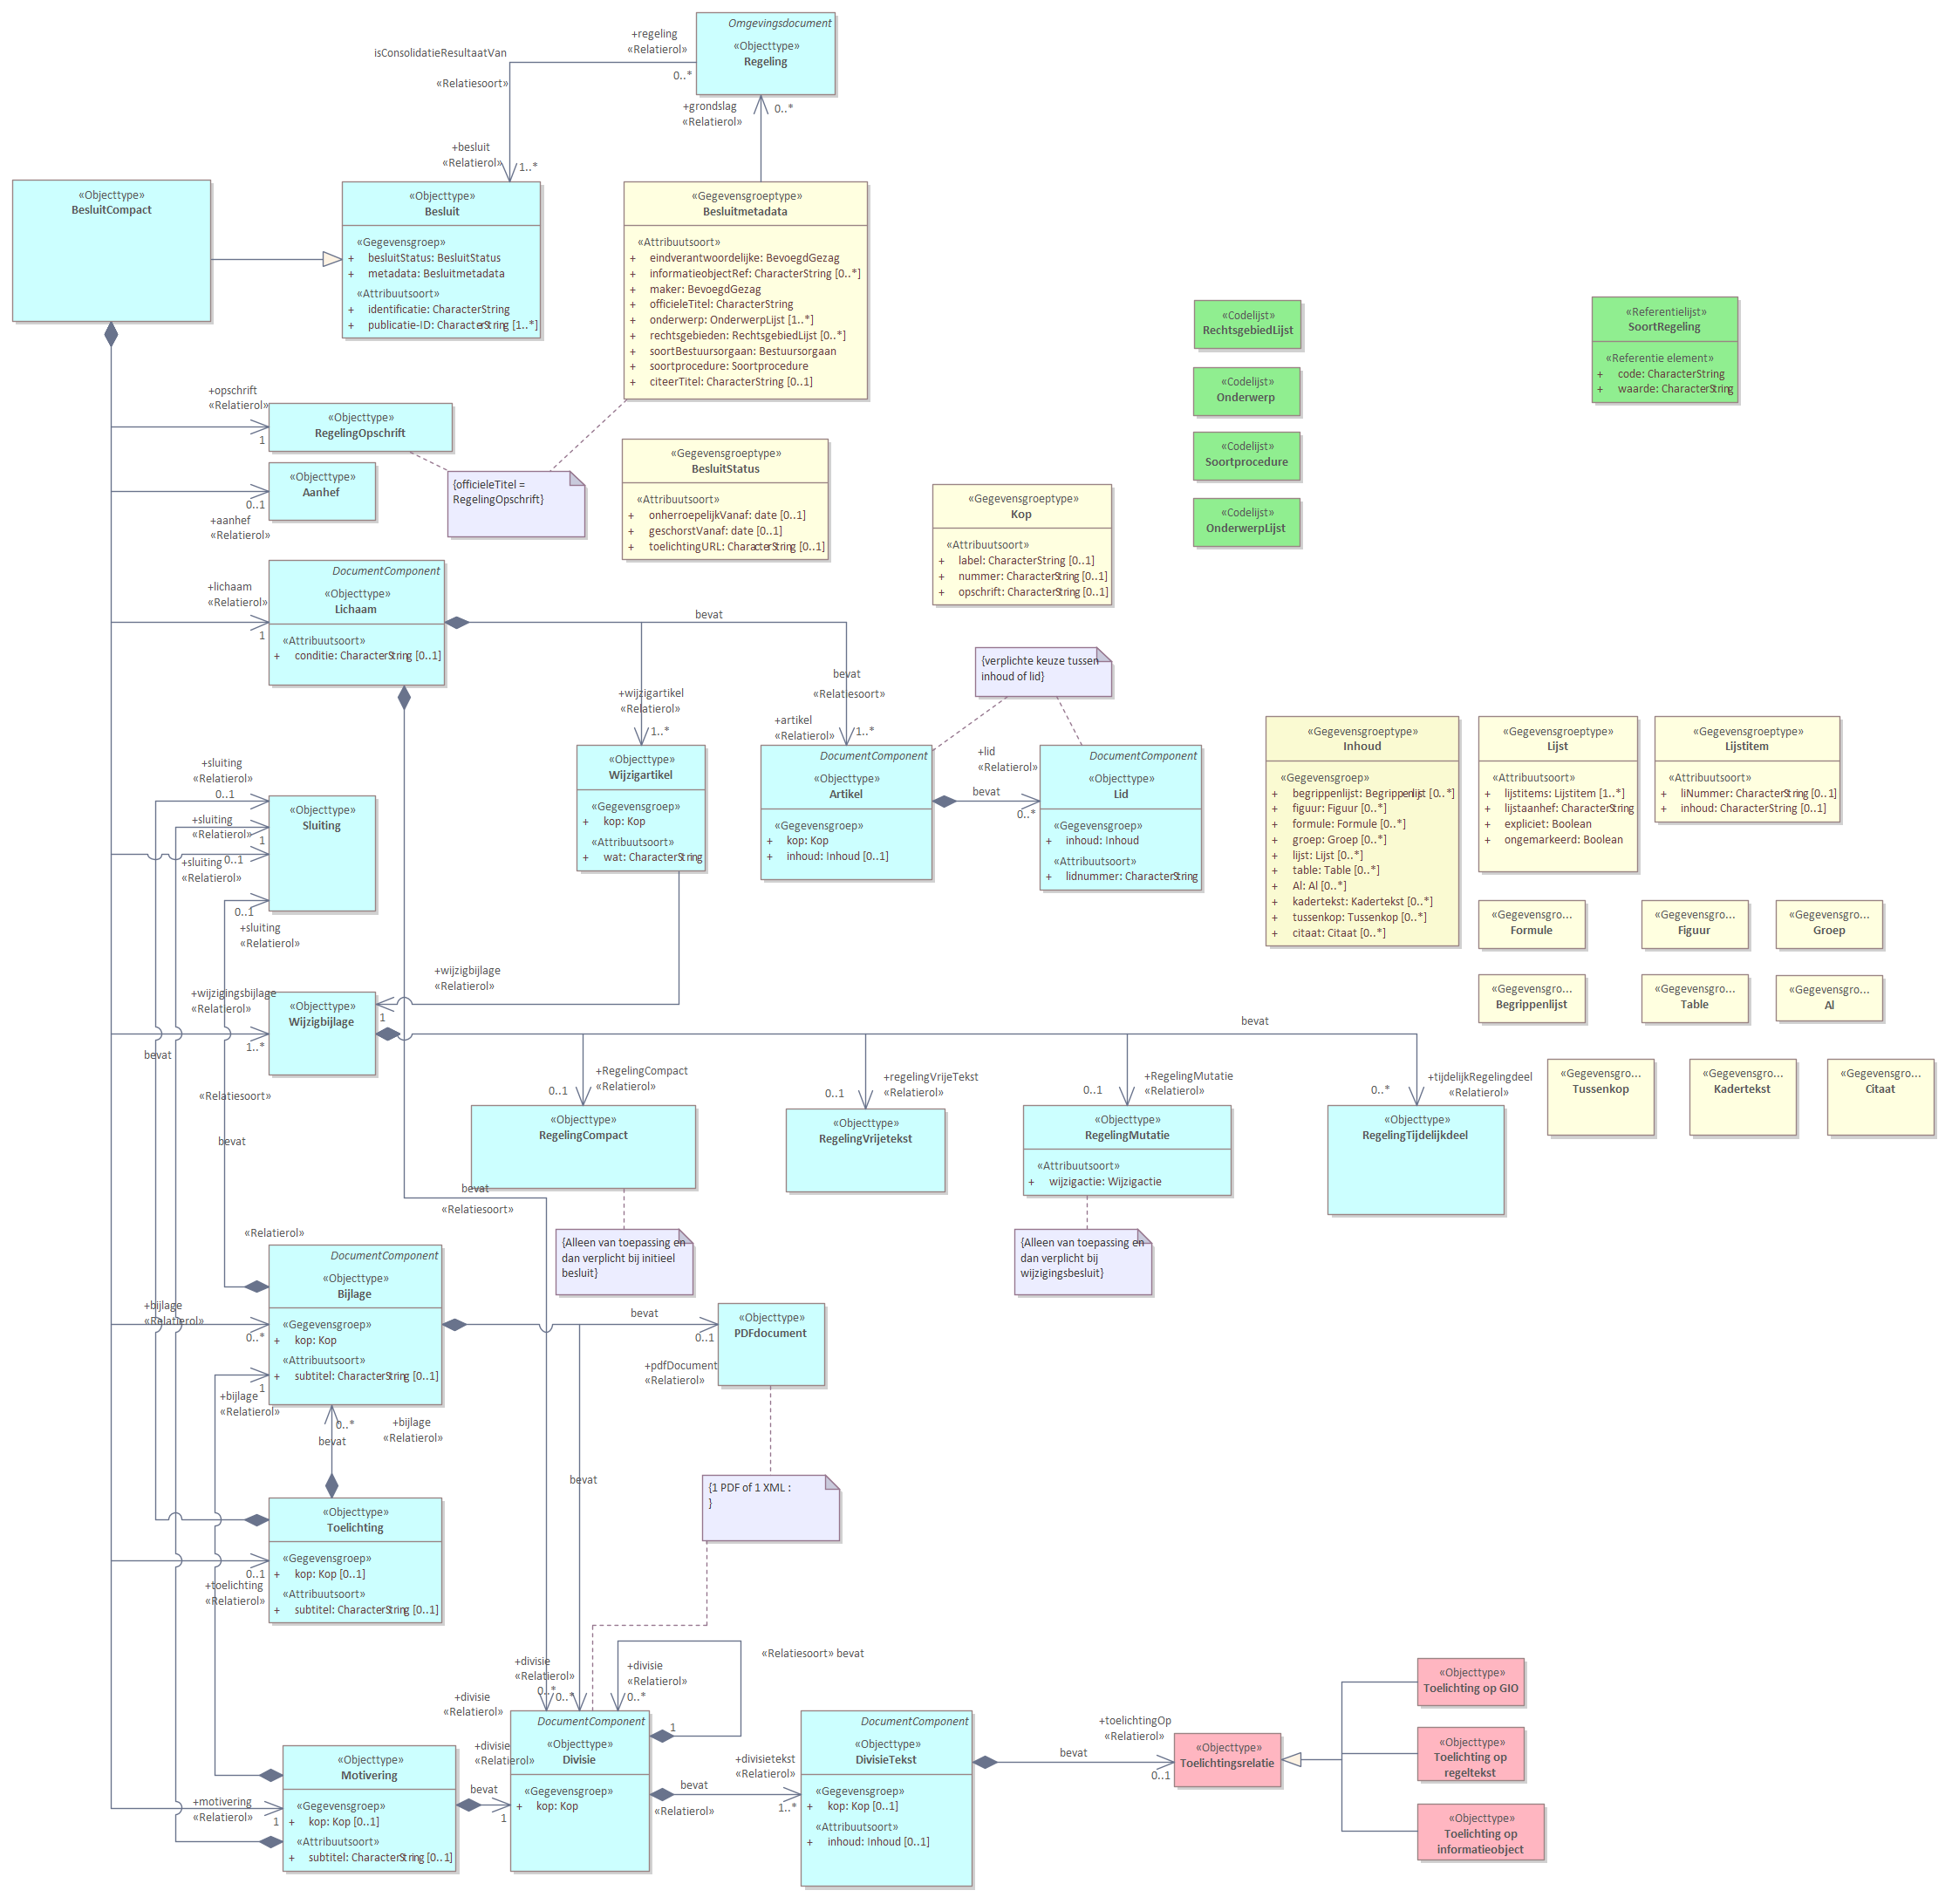 Omgevingsdocument
«Objecttype»
Regeling
+regeling
«Relatierol»
0..*
isConsolidatieResultaatVan
«Relatiesoort»
+grondslag
«Relatierol»
0..*
+besluit
«Relatierol»
1..*
«Objecttype»
BesluitCompact
«Objecttype»
Besluit
«Gegevensgroep»
+ besluitStatus: BesluitStatus
+ metadata: Besluitmetadata
«Attribuutsoort»
+ identificatie: CharacterString
+ publicatie-ID: CharacterString [1..*]
«Gegevensgroeptype»
Besluitmetadata
«Attribuutsoort»
+ eindverantwoordelijke: BevoegdGezag
+ informatieobjectRef: CharacterString [0..*]
+ maker: BevoegdGezag
+ officieleTitel: CharacterString
+ onderwerp: OnderwerpLijst [1..*]
+ rechtsgebieden: RechtsgebiedLijst [0..*]
+ soortBestuursorgaan: Bestuursorgaan
+ soortprocedure: Soortprocedure
+ citeerTitel: CharacterString [0..1]
«Codelijst»
RechtsgebiedLijst
«Codelijst»
Onderwerp
«Codelijst»
Soortprocedure
«Codelijst»
OnderwerpLijst
«Referentielijst»
SoortRegeling
«Referentie element»
+ code: CharacterString
+ waarde: CharacterString
+opschrift
«Relatierol»
1
«Objecttype»
RegelingOpschrift
«Objecttype»
Aanhef
0..1
+aanhef
«Relatierol»
{officieleTitel =
RegelingOpschrift}
«Gegevensgroeptype»
BesluitStatus
«Attribuutsoort»
+ onherroepelijkVanaf: date [0..1]
+ geschorstVanaf: date [0..1]
+ toelichtingURL: CharacterString [0..1]
«Gegevensgroeptype»
Kop
«Attribuutsoort»
+ label: CharacterString [0..1]
+ nummer: CharacterString [0..1]
+ opschrift: CharacterString [0..1]
+lichaam
«Relatierol»
1
DocumentComponent
«Objecttype»
Lichaam
«Attribuutsoort»
+ conditie: CharacterString [0..1]
bevat
bevat
«Relatiesoort»
+wijzigartikel
«Relatierol»
1..*
+artikel
«Relatierol»
1..*
{verplichte keuze tussen
inhoud of lid}
«Objecttype»
Wijzigartikel
«Gegevensgroep»
+ kop: Kop
«Attribuutsoort»
+ wat: CharacterString
DocumentComponent
«Objecttype»
Artikel
«Gegevensgroep»
+ kop: Kop
+ inhoud: Inhoud [0..1]
+lid
«Relatierol»
bevat
0..*
DocumentComponent
«Objecttype»
Lid
«Gegevensgroep»
+ inhoud: Inhoud
«Attribuutsoort»
+ lidnummer: CharacterString
«Gegevensgroeptype»
Inhoud
«Gegevensgroep»
+ begrippenlijst: Begrippenlijst [0..*]
+ figuur: Figuur [0..*]
+ formule: Formule [0..*]
+ groep: Groep [0..*]
+ lijst: Lijst [0..*]
+ table: Table [0..*]
+ Al: Al [0..*]
+ kadertekst: Kadertekst [0..*]
+ tussenkop: Tussenkop [0..*]
+ citaat: Citaat [0..*]
«Gegevensgroeptype»
Lijst
«Attribuutsoort»
+ lijstitems: Lijstitem [1..*]
+ lijstaanhef: CharacterString
+ expliciet: Boolean
+ ongemarkeerd: Boolean
«Gegevensgroeptype»
Lijstitem
«Attribuutsoort»
+ liNummer: CharacterString [0..1]
+ inhoud: CharacterString [0..1]
«Gegevensgro...
Formule
«Gegevensgro...
Figuur
«Gegevensgro...
Groep
«Gegevensgro...
Begrippenlijst
«Gegevensgro...
Table
«Gegevensgro...
Al
«Gegevensgro...
Tussenkop
«Gegevensgro...
Kadertekst
«Gegevensgro...
Citaat
+sluiting
«Relatierol»
0..1
+sluiting
«Relatierol»
1
0..1
+sluiting
«Relatierol»
0..1
+sluiting
«Relatierol»
«Objecttype»
Sluiting
+wijzigbijlage
«Relatierol»
1
+wijzigingsbijlage
«Relatierol»
1..*
«Objecttype»
Wijzigbijlage
bevat
bevat
«Relatiesoort»
bevat
+RegelingCompact
«Relatierol»
0..1
+regelingVrijeTekst
«Relatierol»
0..1
+RegelingMutatie
«Relatierol»
0..1
+tijdelijkRegelingdeel
«Relatierol»
0..*
«Objecttype»
RegelingCompact
«Objecttype»
RegelingVrijetekst
«Objecttype»
RegelingMutatie
«Attribuutsoort»
+ wijzigactie: Wijzigactie
«Objecttype»
RegelingTijdelijkdeel
bevat
«Relatiesoort»
«Relatierol»
{Alleen van toepassing en
dan verplicht bij initieel
besluit}
{Alleen van toepassing en
dan verplicht bij
wijzigingsbesluit}
DocumentComponent
«Objecttype»
Bijlage
«Gegevensgroep»
+ kop: Kop
«Attribuutsoort»
+ subtitel: CharacterString [0..1]
+bijlage
«Relatierol»
0..*
1
+bijlage
«Relatierol»
0..*
bevat
+bijlage
«Relatierol»
bevat
0..1
«Objecttype»
PDFdocument
+pdfDocument
«Relatierol»
bevat
{1 PDF of 1 XML :
}
«Objecttype»
Toelichting
«Gegevensgroep»
+ kop: Kop [0..1]
«Attribuutsoort»
+ subtitel: CharacterString [0..1]
0..1
+toelichting
«Relatierol»
«Relatiesoort» bevat
+divisie
«Relatierol»
0..*
0..*
+divisie
«Relatierol»
0..*
+divisie
«Relatierol»
+divisie
«Relatierol»
1
DocumentComponent
«Objecttype»
Divisie
«Gegevensgroep»
+ kop: Kop
+divisietekst
«Relatierol»
bevat
«Relatierol»
1..*
DocumentComponent
«Objecttype»
DivisieTekst
«Gegevensgroep»
+ kop: Kop [0..1]
«Attribuutsoort»
+ inhoud: Inhoud [0..1]
+toelichtingOp
«Relatierol»
bevat
0..1
«Objecttype»
Toelichtingsrelatie
«Objecttype»
Toelichting op GIO
«Objecttype»
Toelichting op
regeltekst
«Objecttype»
Toelichting op
informatieobject
«Objecttype»
Motivering
«Gegevensgroep»
+ kop: Kop [0..1]
«Attribuutsoort»
+ subtitel: CharacterString [0..1]
bevat
1
+motivering
«Relatierol»
1